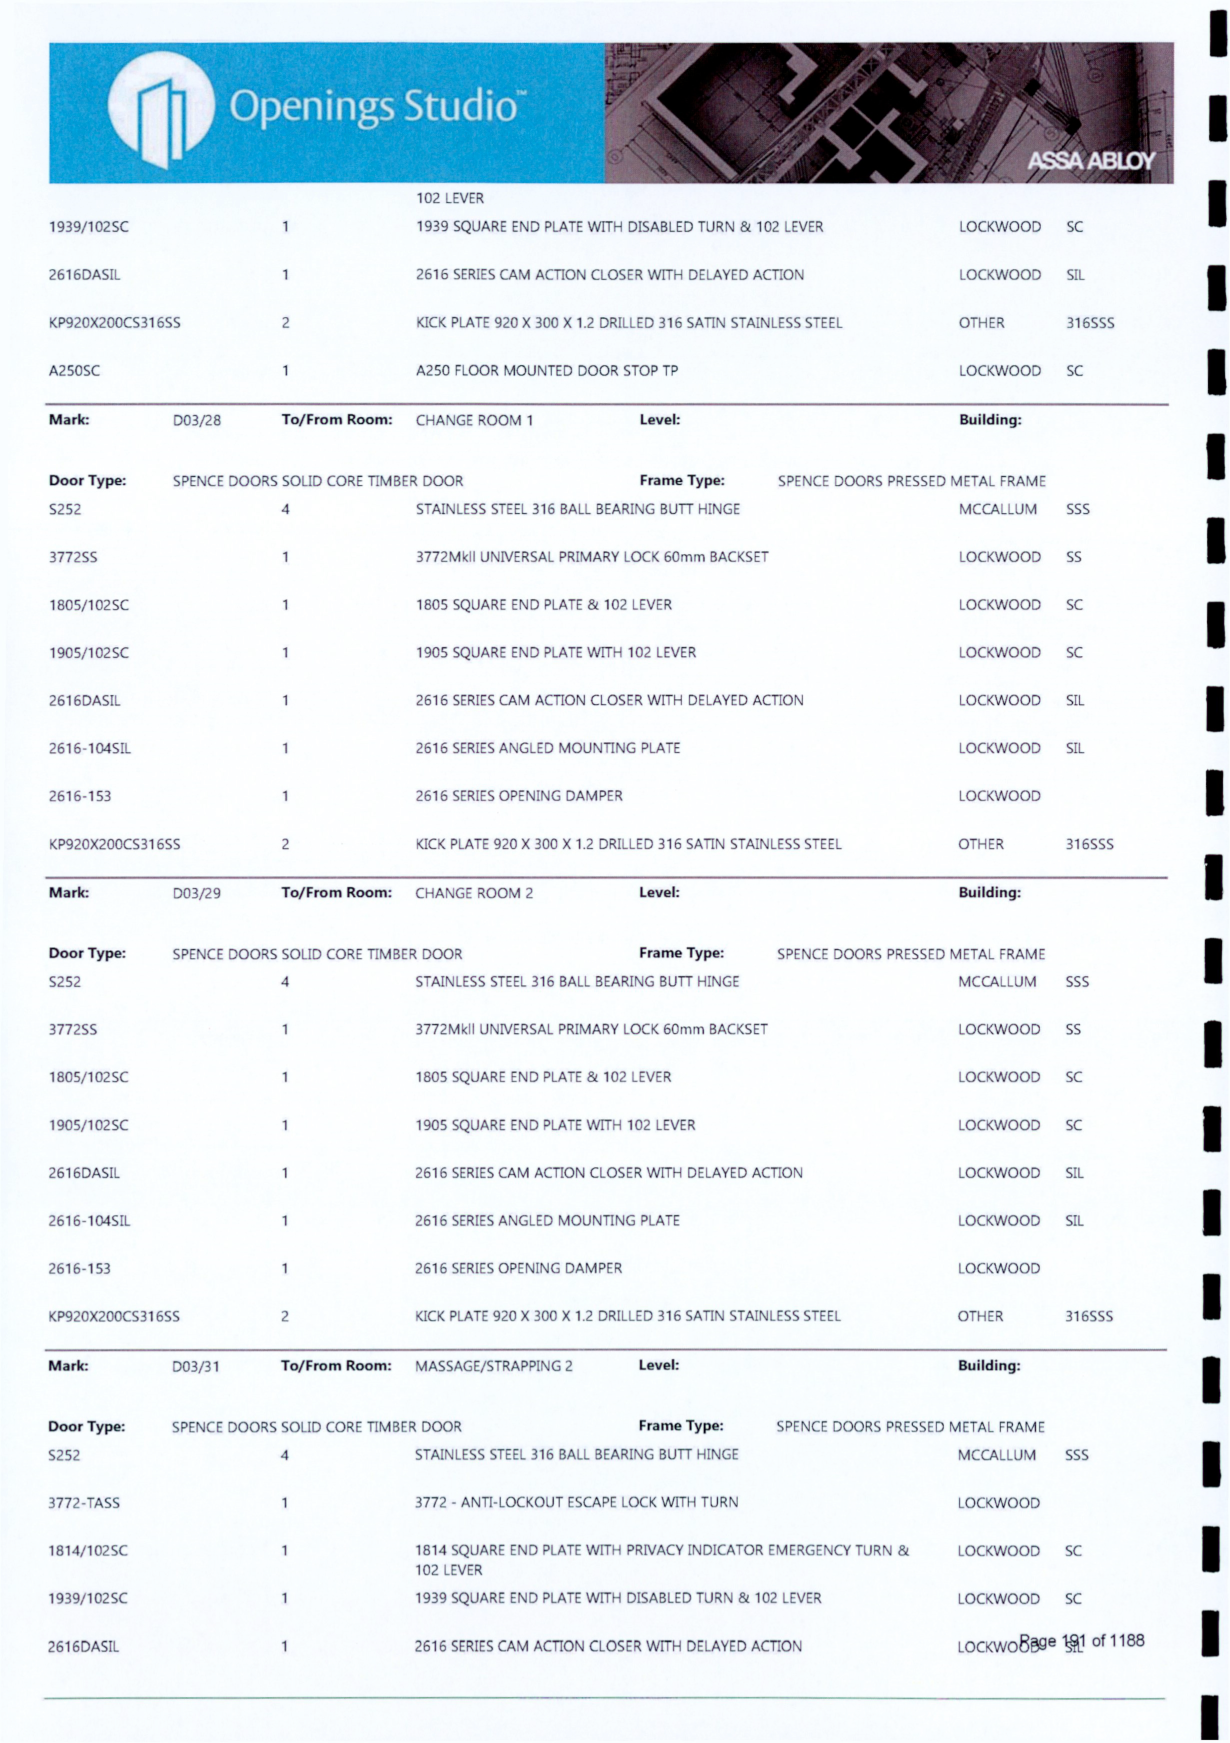 Openings Studio™
ASSA ABLOY
102 LEVER
1939/102SC 1 1939 SQUARE END PLATE WITH DISABLED TURN & 102 LEVER LOCKWOOD SC
2616DASIL 1 2616 SERIES CAM ACTION CLOSER WITH DELAYED ACTION LOCKWOOD SIL
KP920X200CS316SS 2 KICK PLATE 920 X 300 X 1.2 DRILLED 316 SATIN STAINLESS STEEL OTHER 316SSS
A250SC 1 A250 FLOOR MOUNTED DOOR STOP TP LOCKWOOD SC
Mark: D03/28 To/From Room: CHANGE ROOM 1 Level: Building:
Door Type: SPENCE DOORS SOLID CORE TIMBER DOOR Frame Type: SPENCE DOORS PRESSED METAL FRAME
S252 4 STAINLESS STEEL 316 BALL BEARING BUTT HINGE MCCALLUM SSS
3772SS 1 3772MkII UNIVERSAL PRIMARY LOCK 60mm BACKSET LOCKWOOD SS
1805/102SC 1 1805 SQUARE END PLATE & 102 LEVER LOCKWOOD SC
1905/102SC 1 1905 SQUARE END PLATE WITH 102 LEVER LOCKWOOD SC
2616DASIL 1 2616 SERIES CAM ACTION CLOSER WITH DELAYED ACTION LOCKWOOD SIL
2616-104SIL 1 2616 SERIES ANGLED MOUNTING PLATE LOCKWOOD SIL
2616-153 1 2616 SERIES OPENING DAMPER LOCKWOOD
KP920X200CS316SS 2 KICK PLATE 920 X 300 X 1.2 DRILLED 316 SATIN STAINLESS STEEL OTHER 316SSS
Mark: D03/29 To/From Room: CHANGE ROOM 2 Level: Building:
Door Type: SPENCE DOORS SOLID CORE TIMBER DOOR Frame Type: SPENCE DOORS PRESSED METAL FRAME
S252 4 STAINLESS STEEL 316 BALL BEARING BUTT HINGE MCCALLUM SSS
3772SS 1 3772MkII UNIVERSAL PRIMARY LOCK 60mm BACKSET LOCKWOOD SS
1805/102SC 1 1805 SQUARE END PLATE & 102 LEVER LOCKWOOD SC
1905/102SC 1 1905 SQUARE END PLATE WITH 102 LEVER LOCKWOOD SC
2616DASIL 1 2616 SERIES CAM ACTION CLOSER WITH DELAYED ACTION LOCKWOOD SIL
2616-104SIL 1 2616 SERIES ANGLED MOUNTING PLATE LOCKWOOD SIL
2616-153 1 2616 SERIES OPENING DAMPER LOCKWOOD
KP920X200CS316SS 2 KICK PLATE 920 X 300 X 1.2 DRILLED 316 SATIN STAINLESS STEEL OTHER 316SSS
Mark: D03/31 To/From Room: MASSAGE/STRAPPING 2 Level: Building:
Door Type: SPENCE DOORS SOLID CORE TIMBER DOOR Frame Type: SPENCE DOORS PRESSED METAL FRAME
S252 4 STAINLESS STEEL 316 BALL BEARING BUTT HINGE MCCALLUM SSS
3772-TASS 1 3772 - ANTI-LOCKOUT ESCAPE LOCK WITH TURN LOCKWOOD
1814/102SC 1 1814 SQUARE END PLATE WITH PRIVACY INDICATOR EMERGENCY TURN & LOCKWOOD SC
102 LEVER
1939/102SC 1 1939 SQUARE END PLATE WITH DISABLED TURN & 102 LEVER LOCKWOOD SC
2616DASIL 1 2616 SERIES CAM ACTION CLOSER WITH DELAYED ACTION LOCKWOOD SIL
Page 191 of 1188